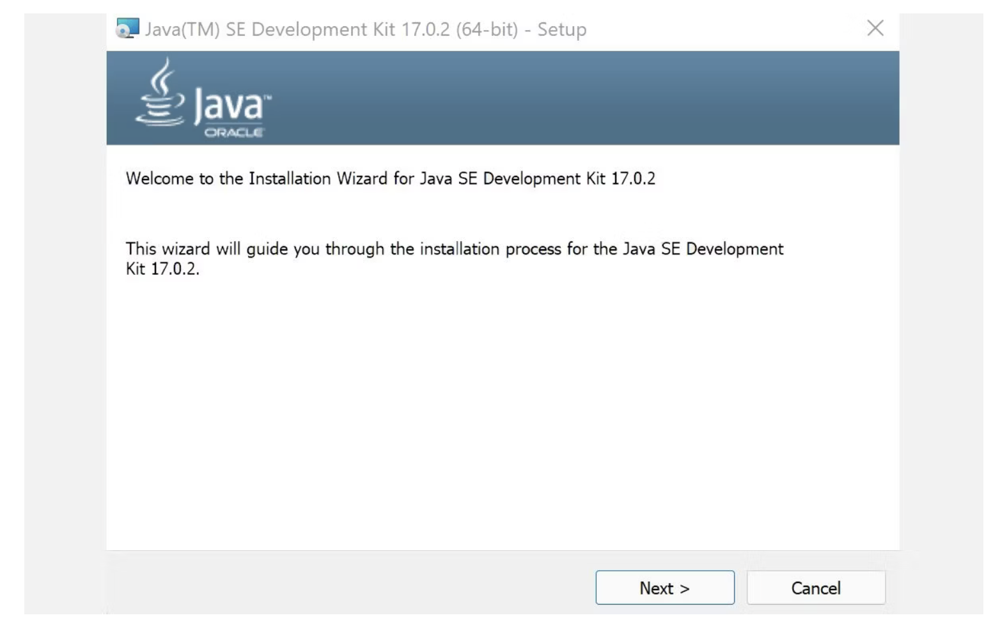 Java(TM) SE Development Kit 17.0.2 (64-bit) - Setup
Java™
ORACLE
Welcome to the Installation Wizard for Java SE Development Kit 17.0.2
This wizard will guide you through the installation process for the Java SE Development
Kit 17.0.2.
Next >
Cancel